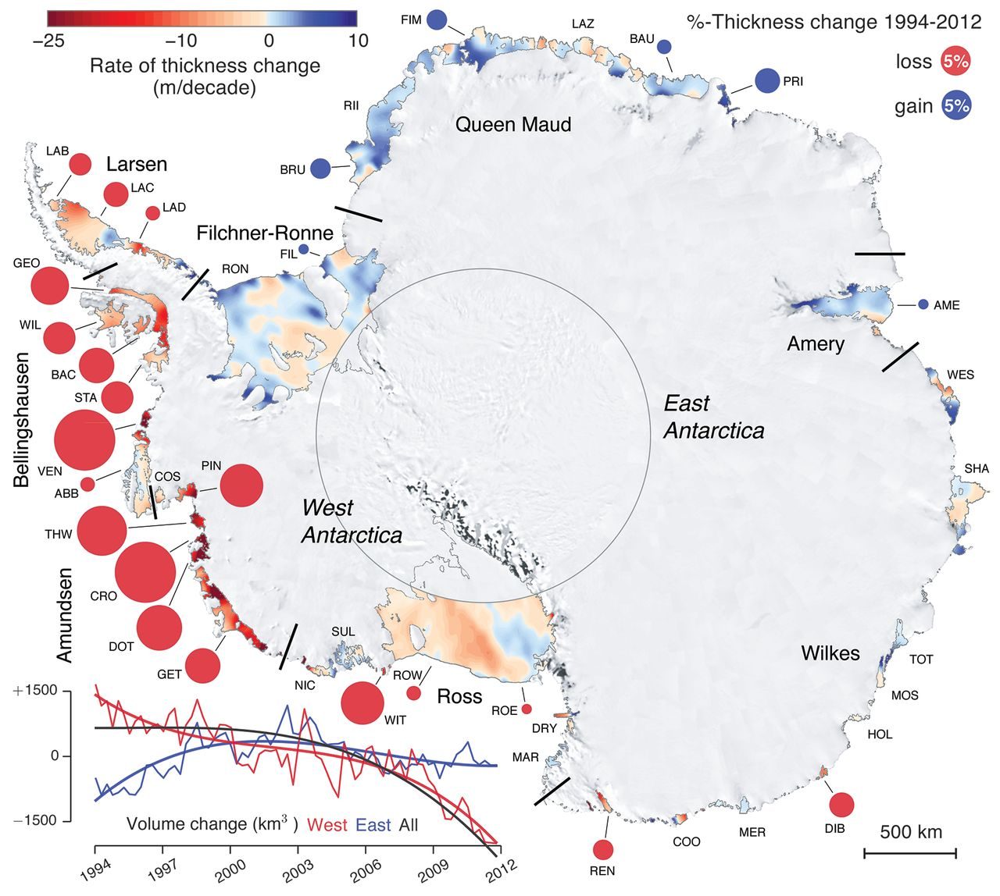 −25 −10 0 10
Rate of thickness change
(m/decade)
%-Thickness change 1994-2012
loss 5%
gain 5%
FIM
LAZ
BAU
PRI
RII
Queen Maud
BRU
LAB
Larsen
LAC
LAD
Filchner-Ronne
FIL
RON
GEO
WIL
BAC
STA
Bellingshausen
VEN
ABB
COS
PIN
THW
CRO
DOT
GET
Amundsen
AME
Amery
WES
East
Antarctica
West
Antarctica
SHA
SUL
NIC
WIT
ROW
Ross
ROE
DRY
MAR
Wilkes
TOT
MOS
HOL
DIB
MER
COO
REN
500 km
+1500
0
−1500
Volume change (km3 ) West East All
1994 1997 2000 2003 2006 2009 2012